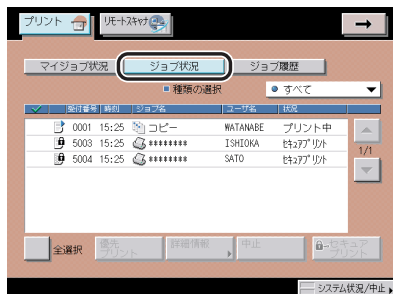 プリント リモートスキャナ →
マイジョブ状況 ジョブ状況 ジョブ履歴
■ 種類の選択 ● すべて
受付番号 時刻 ジョブ名 ユーザ名 状況
0001 15:25 コピー WATANABE プリント中
5003 15:25 ******** ISHIOKA セキュアプリント
5004 15:25 ******** SATO セキュアプリント
1/1
全選択 優先プリント 詳細情報 中止 セキュアプリント
システム状況/中止